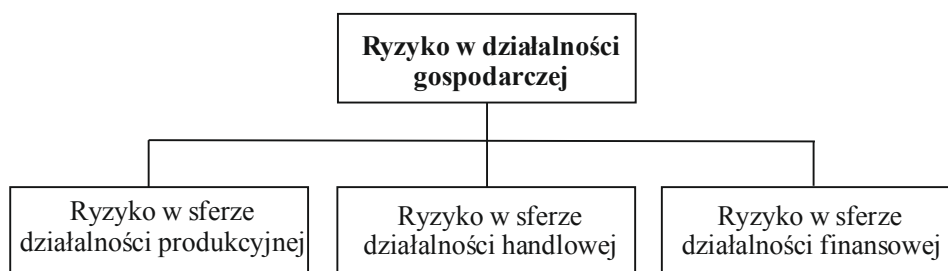 Ryzyko w działalności
gospodarczej
Ryzyko w sferze
działalności produkcyjnej
Ryzyko w sferze
działalności handlowej
Ryzyko w sferze
działalności finansowej